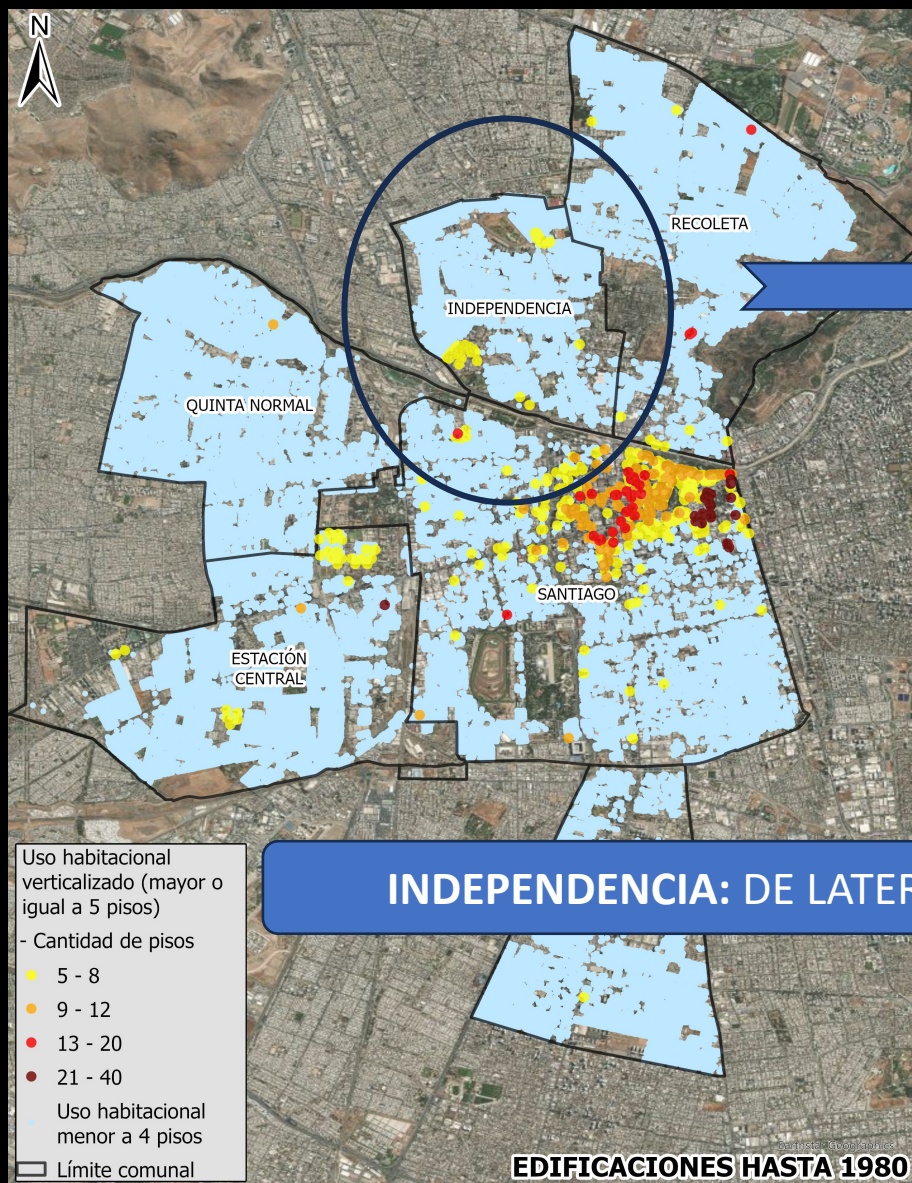 N
RECOLETA
INDEPENDENCIA
QUINTA NORMAL
SANTIAGO
ESTACIÓN
CENTRAL
Uso habitacional
verticalizado (mayor o
igual a 5 pisos)
- Cantidad de pisos
5 - 8
9 - 12
13 - 20
21 - 40
Uso habitacional
menor a 4 pisos
Límite comunal
INDEPENDENCIA: DE LATER
EDIFICACIONES HASTA 1980